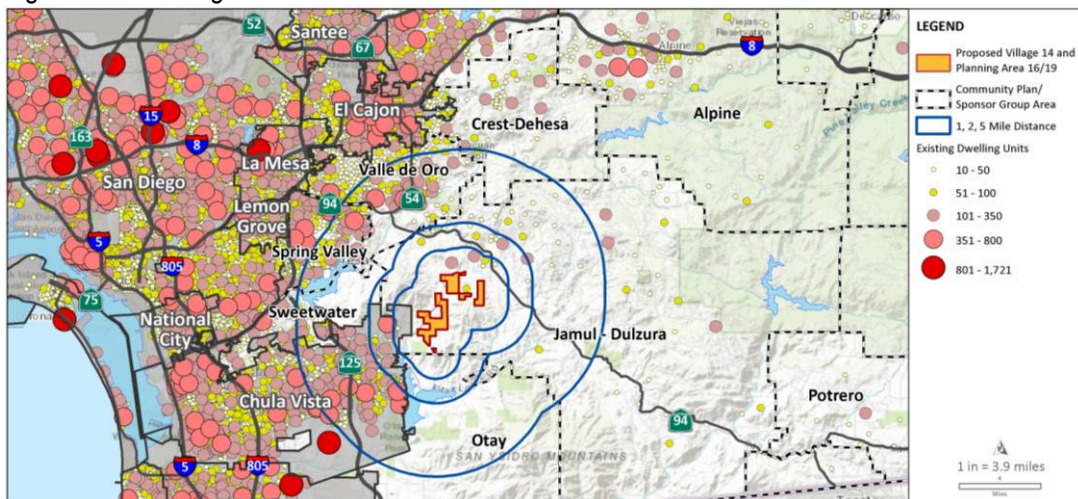 52
Santee
67
El Cajon
15
163
8
La Mesa
San Diego
Lemon
Grove
94
54
Valle de Oro
Crest-Dehesa
Alpine
Viejas
Reservation
Alpine
8
5
805
75
Spring Valley
National
City
Sweetwater
125
Chula Vista
Jamul - Dulzura
Otay
SAN YSIDRO MOUNTAINS
94
Potrero
5
805
LEGEND
Proposed Village 14 and
Planning Area 16/19
Community Plan/
Sponsor Group Area
1, 2, 5 Mile Distance
Existing Dwelling Units
10 - 50
51 - 100
101 - 350
351 - 800
801 - 1,721
1 in = 3.9 miles
Miles